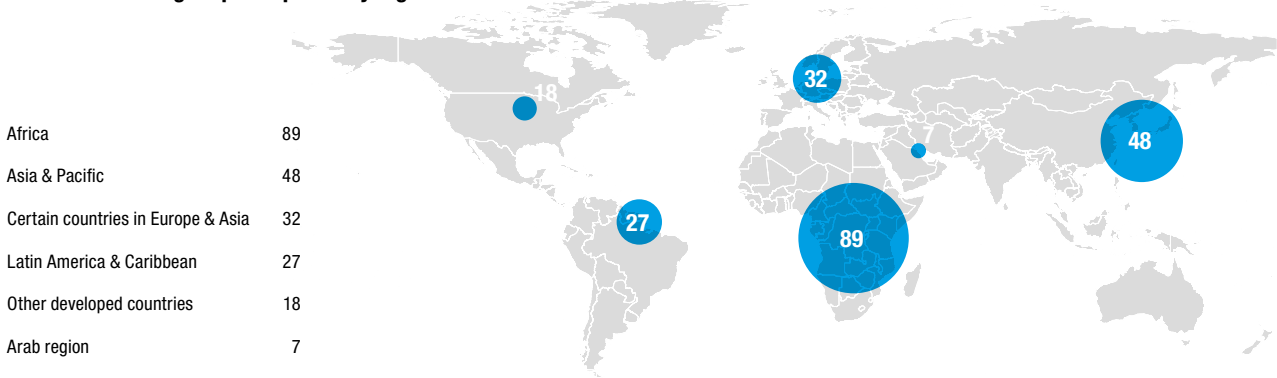 Africa 89
Asia & Pacific 48
Certain countries in Europe & Asia 32
Latin America & Caribbean 27
Other developed countries 18
Arab region 7
18
32
48
27
89